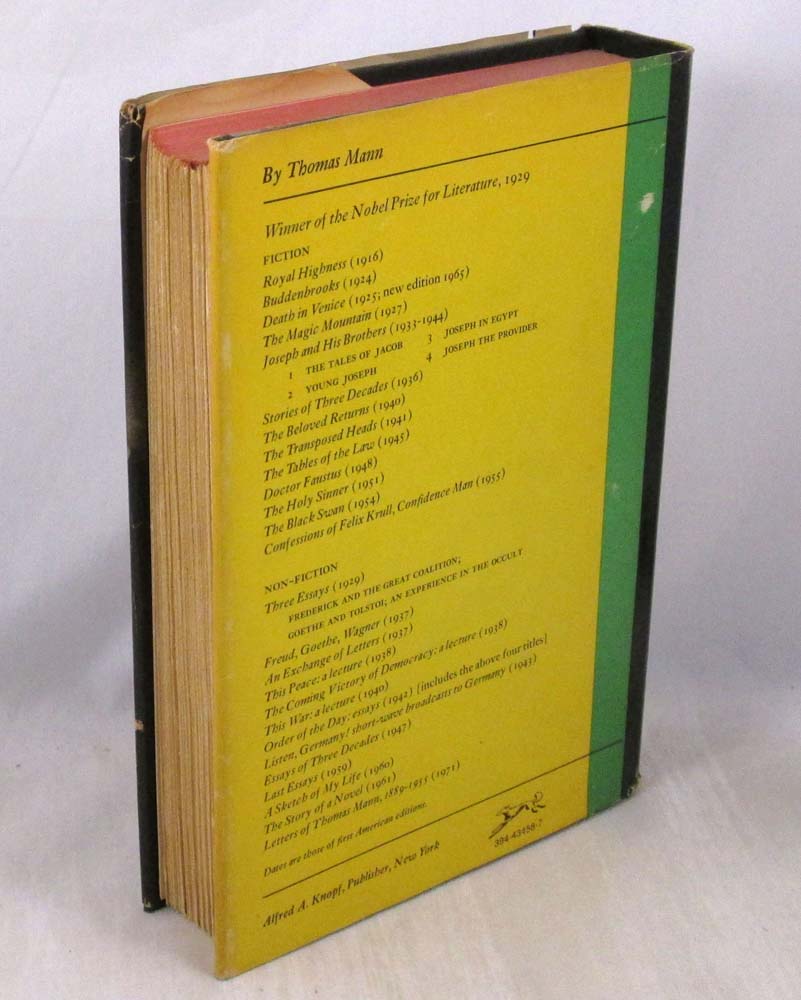 By Thomas Mann
Winner of the Nobel Prize for Literature, 1929
FICTION
Royal Highness (1916)
Buddenbrooks (1924)
Death in Venice (1925; new edition 1965)
The Magic Mountain (1927)
Joseph and His Brothers (1933-1944)
1 THE TALES OF JACOB 3 JOSEPH IN EGYPT
2 YOUNG JOSEPH 4 JOSEPH THE PROVIDER
Stories of Three Decades (1936)
The Beloved Returns (1940)
The Transposed Heads (1941)
The Tables of the Law (1945)
Doctor Faustus (1948)
The Holy Sinner (1951)
The Black Swan (1954)
Confessions of Felix Krull, Confidence Man (1955)
NON-FICTION
Three Essays (1929)
FREDERICK AND THE GREAT COALITION;
GOETHE AND TOLSTOI; AN EXPERIENCE IN THE OCCULT
Freud, Goethe, Wagner (1937)
An Exchange of Letters (1937)
This Peace: a lecture (1938)
The Coming Victory of Democracy: a lecture (1938)
This War: a lecture (1940)
Order of the Day: essays (1942) [includes the above four titles]
Listen, Germany! short-wave broadcasts to Germany (1943)
Essays of Three Decades (1947)
Last Essays (1959)
A Sketch of My Life (1960)
The Story of a Novel (1961)
Letters of Thomas Mann, 1889-1955 (1971)
Dates are those of first American editions.
394-43458-7
Alfred A. Knopf, Publisher, New York